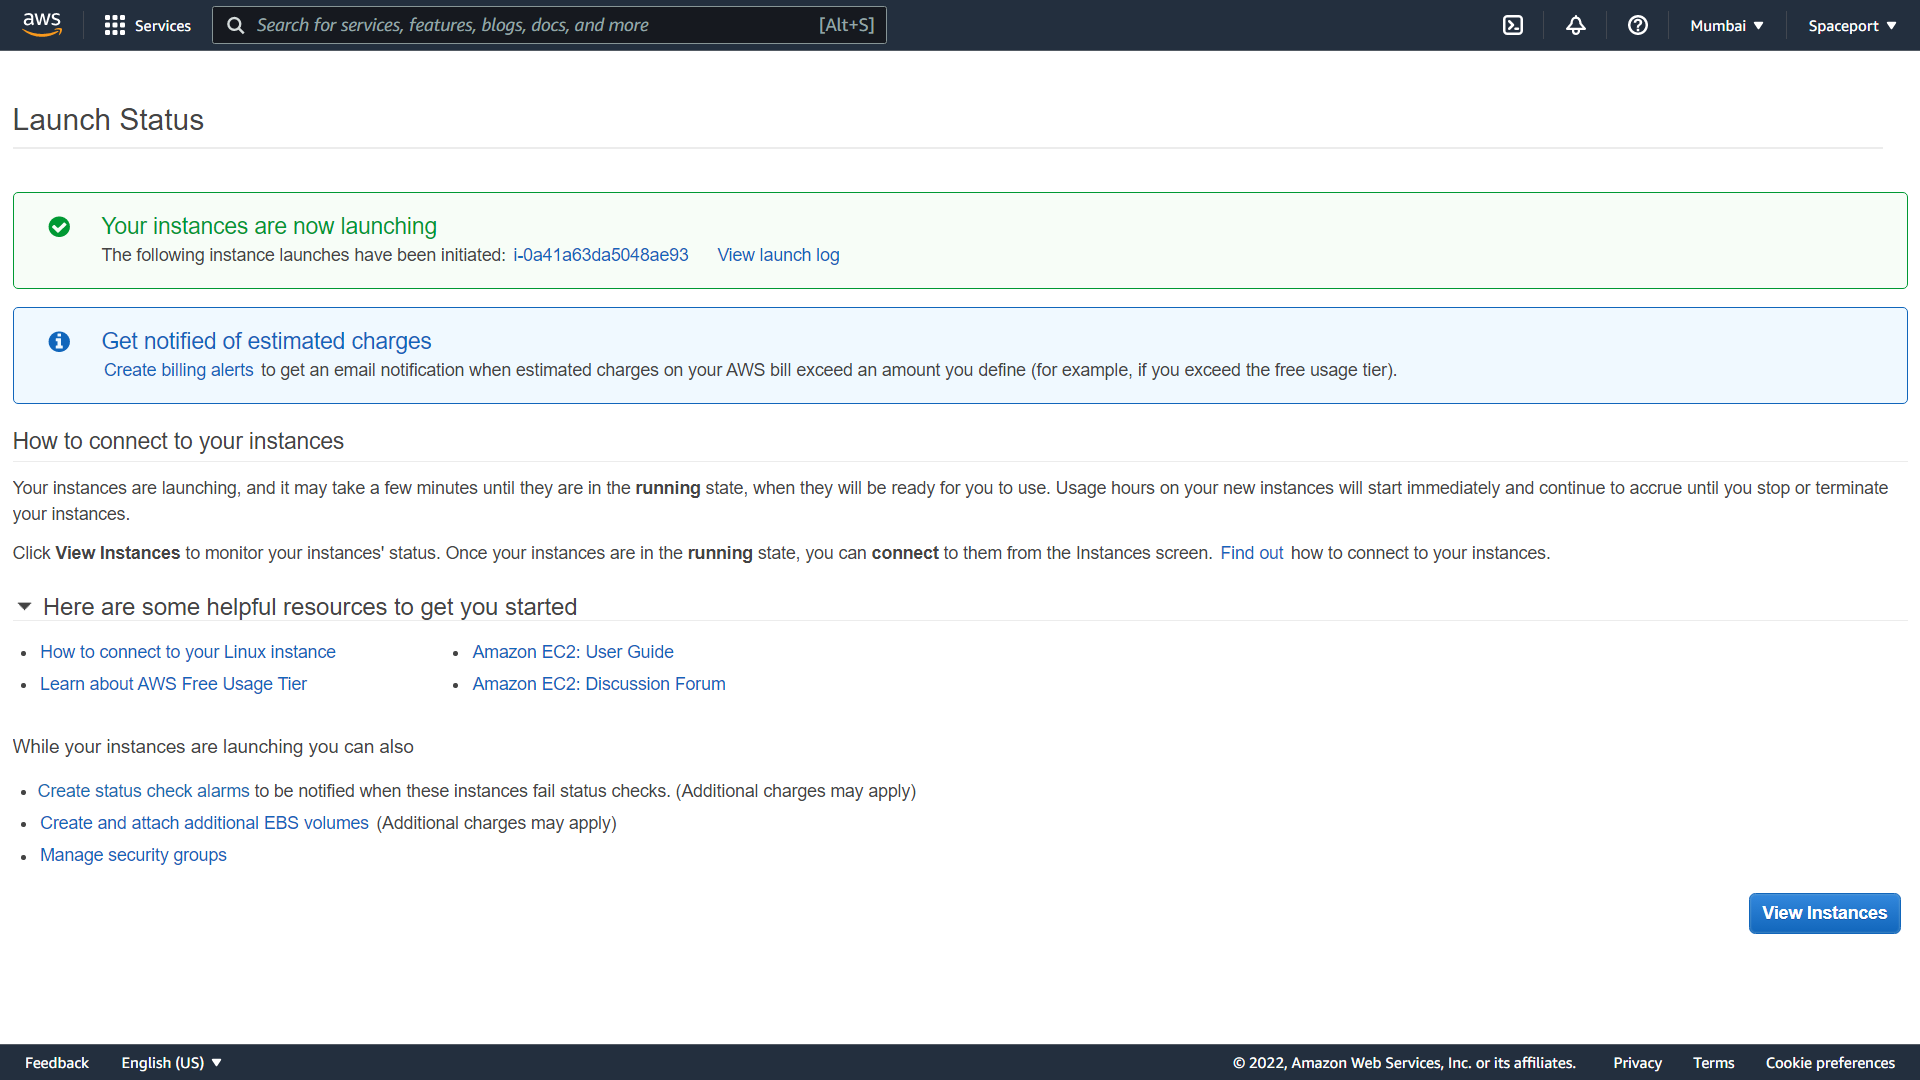 aws Services Search for services, features, blogs, docs, and more [Alt+S] Mumbai Spaceport
Launch Status
Your instances are now launching
The following instance launches have been initiated: i-0a41a63da5048ae93 View launch log
Get notified of estimated charges
Create billing alerts to get an email notification when estimated charges on your AWS bill exceed an amount you define (for example, if you exceed the free usage tier).
How to connect to your instances
Your instances are launching, and it may take a few minutes until they are in the running state, when they will be ready for you to use. Usage hours on your new instances will start immediately and continue to accrue until you stop or terminate
your instances.
Click View Instances to monitor your instances' status. Once your instances are in the running state, you can connect to them from the Instances screen. Find out how to connect to your instances.
Here are some helpful resources to get you started
How to connect to your Linux instance
Learn about AWS Free Usage Tier
Amazon EC2: User Guide
Amazon EC2: Discussion Forum
While your instances are launching you can also
Create status check alarms to be notified when these instances fail status checks. (Additional charges may apply)
Create and attach additional EBS volumes (Additional charges may apply)
Manage security groups
View Instances
Feedback English (US) © 2022, Amazon Web Services, Inc. or its affiliates. Privacy Terms Cookie preferences